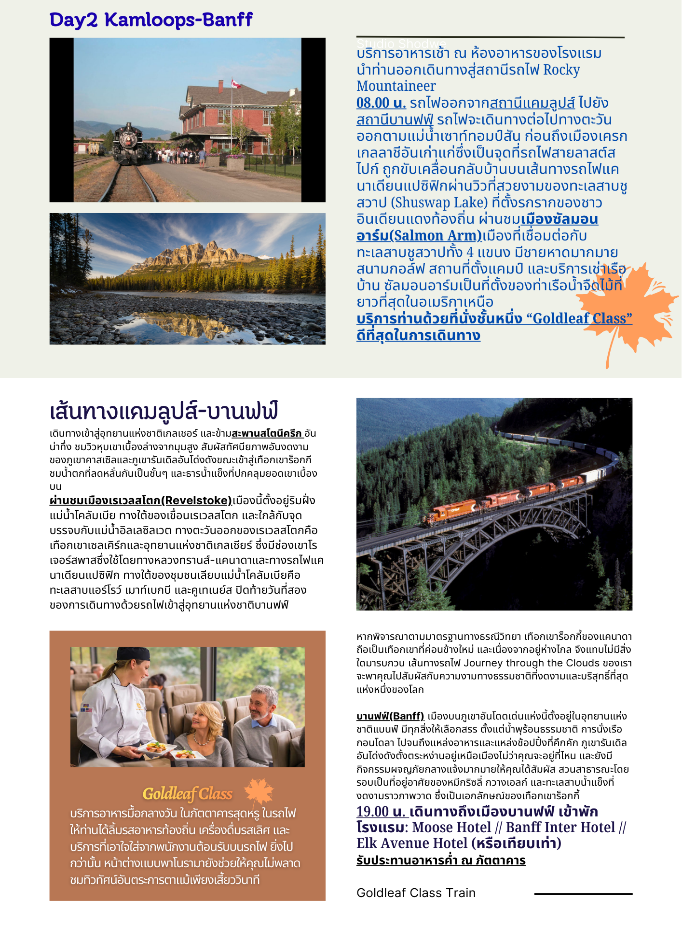 Day2 Kamloops-Banff
บริการอาหารเช้า ณ ห้องอาหารของโรงแรม
นำท่านออกเดินทางสู่สถานีรถไฟ Rocky
Mountaineer
08.00 น. รถไฟออกจากสถานีแคมลูปส์ ไปยัง
สถานีบานฟฟ์ รถไฟจะเดินทางต่อไปทางตะวัน
ออกตามแม่น้ำเซาท์ทอมป์สัน ก่อนถึงเมืองเครก
เกลลาชีอันเก่าแก่ซึ่งเป็นจุดที่รถไฟสายลาสต์ส
ไปก์ ถูกขับเคลื่อนกลับบ้านบนเส้นทางรถไฟแค
นาเดียนแปซิฟิกผ่านวิวที่สวยงามของทะเลสาบชู
สวาป (Shuswap Lake) ที่ตั้งรกรากของชาว
อินเดียนแดงท้องถิ่น ผ่านชมเมืองซัลมอน
อาร์ม(Salmon Arm)เมืองที่เชื่อมต่อกับ
ทะเลสาบชูสวาปทั้ง 4 แขนง มีชายหาดมากมาย
สนามกอล์ฟ สถานที่ตั้งแคมป์ และบริการเช่าเรือ
บ้าน ซัลมอนอาร์มเป็นที่ตั้งของท่าเรือน้ำจืดไม้ที่
ยาวที่สุดในอเมริกาเหนือ
บริการท่านด้วยที่นั่งชั้นหนึ่ง “Goldleaf Class”
ดีที่สุดในการเดินทาง
เส้นทางแคมลูปส์-บานฟฟ์
เดินทางเข้าสู่อุทยานแห่งชาติเกลเชอร์ และข้ามสะพานสโตนีครีก อัน
น่าทึ่ง ชมวิวหุบเขาเบื้องล่างจากมุมสูง สัมผัสทัศนียภาพอันงดงาม
ของภูเขาคาสเซิลและภูเขารันเดิลอันโด่งดังขณะเข้าสู่เทือกเขาร็อกกี
ชมน้ำตกที่ลดหลั่นกันเป็นชั้นๆ และธารน้ำแข็งที่ปกคลุมยอดเขาเบื้อง
บน
ผ่านชมเมืองเรเวลสโตก(Revelstoke)เมืองนี้ตั้งอยู่ริมฝั่ง
แม่น้ำโคลัมเบีย ทางใต้ของเขื่อนเรเวลสโตก และใกล้กับจุด
บรรจบกับแม่น้ำอิลเลซิลเวต ทางตะวันออกของเรเวลสโตกคือ
เทือกเขาเซลเคิร์กและอุทยานแห่งชาติเกลเชียร์ ซึ่งมีช่องเขาโร
เจอร์สพาสซึ่งใช้โดยทางหลวงทรานส์-แคนาดาและทางรถไฟแค
นาเดียนแปซิฟิก ทางใต้ของชุมชนเลียบแม่น้ำโคลัมเบียคือ
ทะเลสาบแอร์โรว์ เมาท์เบกบี และคูเทเนย์ส ปิดท้ายวันที่สอง
ของการเดินทางด้วยรถไฟเข้าสู่อุทยานแห่งชาติบานฟฟ์
Goldleaf Class
บริการอาหารมื้อกลางวัน ในภัตตาคารสุดหรู ในรถไฟ
ให้ท่านได้ลิ้มรสอาหารท้องถิ่น เครื่องดื่มรสเลิศ และ
บริการที่เอาใจใส่จากพนักงานต้อนรับบนรถไฟ ยิ่งไป
กว่านั้น หน้าต่างแบบพาโนรามายังช่วยให้คุณไม่พลาด
ชมทิวทัศน์อันตระการตาแม้เพียงเสี้ยววินาที
หากพิจารณาตามมาตรฐานทางธรณีวิทยา เทือกเขาร็อกกี้ของแคนาดา
ถือเป็นเทือกเขาที่ค่อนข้างใหม่ และเนื่องจากอยู่ห่างไกล จึงแทบไม่มีสิ่ง
ใดมารบกวน เส้นทางรถไฟ Journey through the Clouds ของเรา
จะพาคุณไปสัมผัสกับความงามทางธรรมชาติที่งดงามและบริสุทธิ์ที่สุด
แห่งหนึ่งของโลก
บานฟฟ์(Banff) เมืองบนภูเขาอันโดดเด่นแห่งนี้ตั้งอยู่ในอุทยานแห่ง
ชาติแบนฟ์ มีทุกสิ่งให้เลือกสรร ตั้งแต่น้ำพุร้อนธรรมชาติ การนั่งเรือ
กอนโดลา ไปจนถึงแหล่งอาหารและแหล่งช้อปปิ้งที่คึกคัก ภูเขารันเดิล
อันโด่งดังตั้งตระหง่านอยู่เหนือเมืองไม่ว่าคุณจะอยู่ที่ไหน และยังมี
กิจกรรมผจญภัยกลางแจ้งมากมายให้คุณได้สัมผัส สวนสาธารณะโดย
รอบเป็นที่อยู่อาศัยของหมีกริซลี่ กวางเอลก์ และทะเลสาบน้ำแข็งที่
งดงามราวภาพวาด ซึ่งเป็นเอกลักษณ์ของเทือกเขาร็อกกี้
19.00 น. เดินทางถึงเมืองบานฟฟ์ เข้าพัก
โรงแรม: Moose Hotel // Banff Inter Hotel //
Elk Avenue Hotel (หรือเทียบเท่า)
รับประทานอาหารค่ำ ณ ภัตตาคาร
Goldleaf Class Train